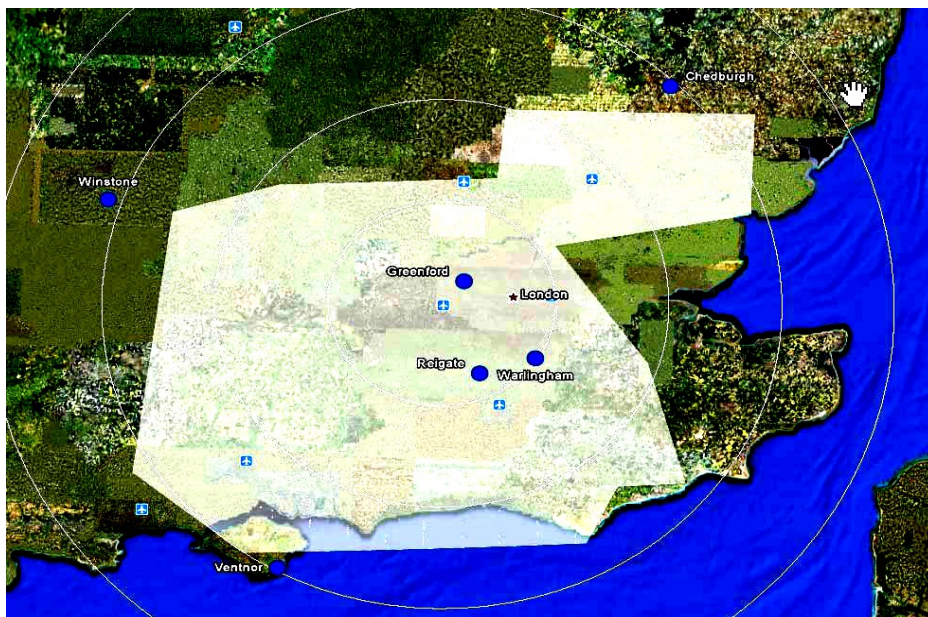 Chedburgh
Winstone
Greenford
London
Reigate
Warlingham
Ventnor